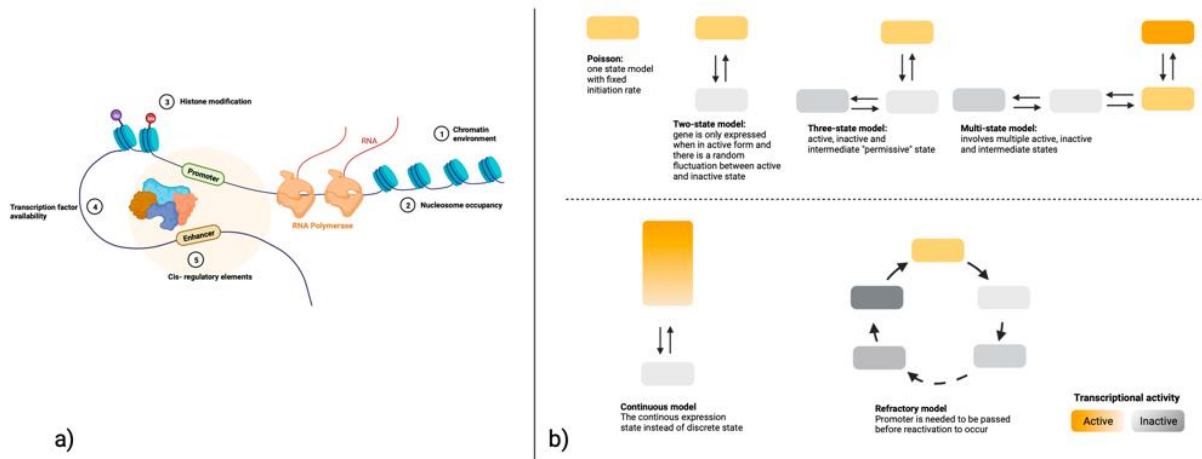 3
Histone modification
Ac
Me
1
Chromatin
environment
RNA
Promoter
2
Nucleosome occupancy
Transcription factor
availability
4
RNA Polymerase
Enhancer
5
Cis- regulatory elements
a)
Poisson:
one state model
with fixed
initiation rate
Two-state model:
gene is only expressed
when in active form and
there is a random
fluctuation between active
and inactive state
Three-state model:
active, inactive and
intermediate "permissive" state
Multi-state model:
involves multiple active, inactive
and intermediate states
Continuous model
The continous expression
state instead of discrete state
Refractory model
Promoter is needed to be passed
before reactivation to occur
Transcriptional activity
Active
Inactive
b)